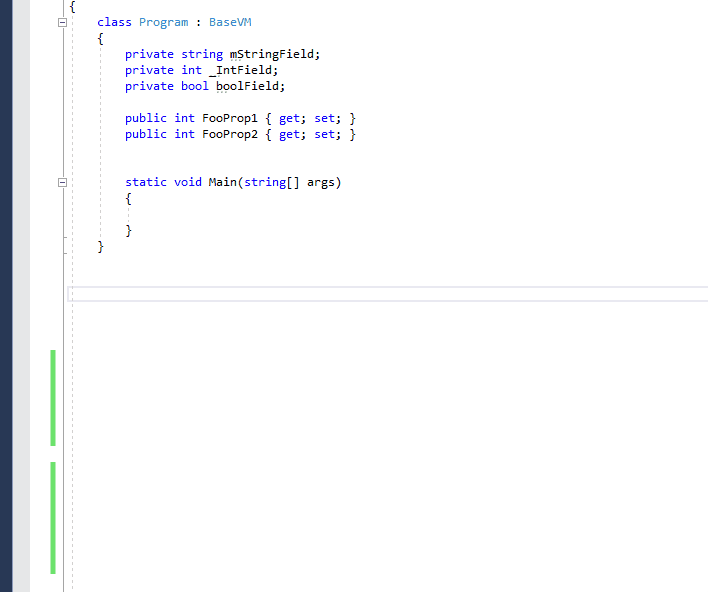 {
class Program : BaseVM
{
private string mStringField;
private int _IntField;
private bool boolField;
public int FooProp1 { get; set; }
public int FooProp2 { get; set; }
static void Main(string[] args)
{
}
}